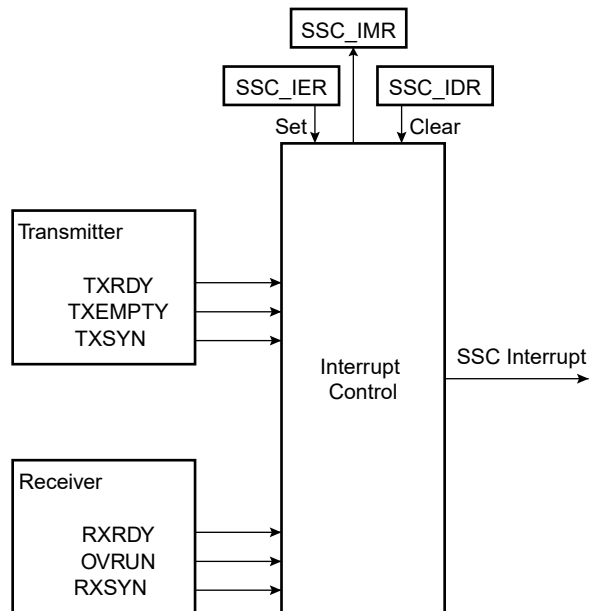 SSC_IMR
SSC_IER
SSC_IDR
Set
Clear
Transmitter
TXRDY
TXEMPTY
TXSYN
Interrupt
Control
SSC Interrupt
Receiver
RXRDY
OVRUN
RXSYN